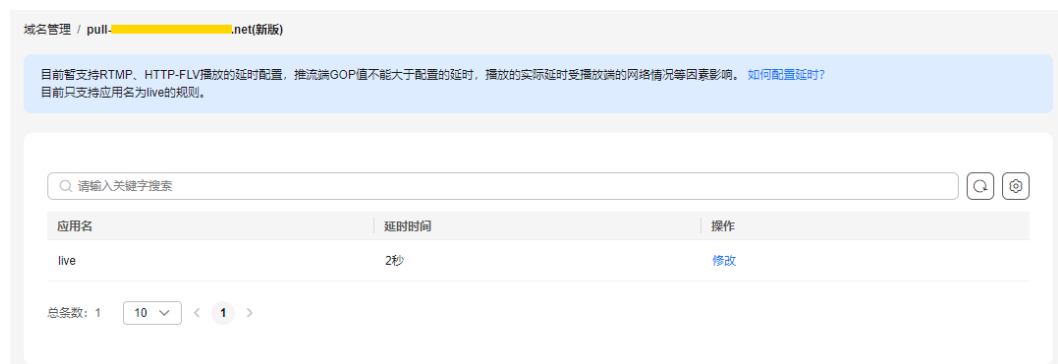 域名管理 / pull-.net(新版)
目前暂支持RTMP、HTTP-FLV播放的延时配置，推流端GOP值不能大于配置的延时，播放的实际延时受播放端的网络情况等因素影响。 如何配置延时?
目前只支持应用名为live的规则。
请输入关键字搜索
应用名 延时时间 操作
live 2秒 修改
总条数: 1 10 < 1 >